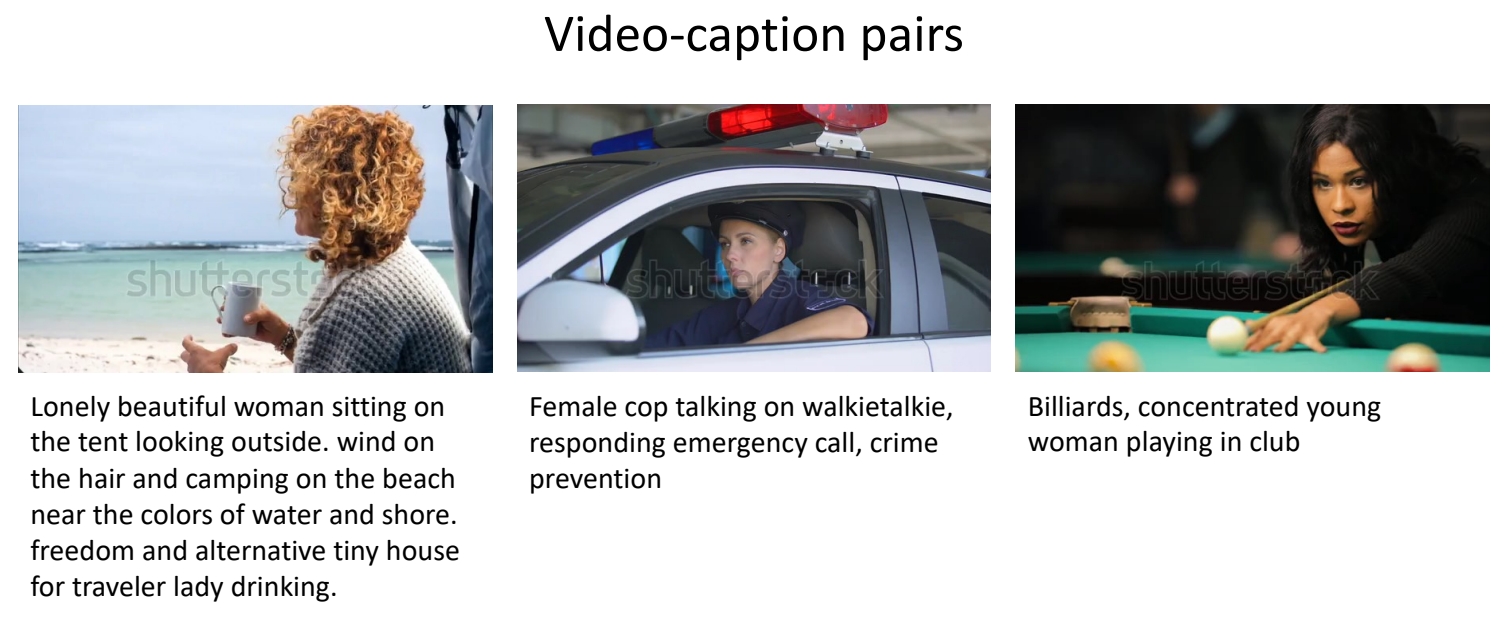 Video-caption pairs
shutterstock
shutterstock
shutterstock
Lonely beautiful woman sitting on
the tent looking outside. wind on
the hair and camping on the beach
near the colors of water and shore.
freedom and alternative tiny house
for traveler lady drinking.
Female cop talking on walkietalkie,
responding emergency call, crime
prevention
Billiards, concentrated young
woman playing in club